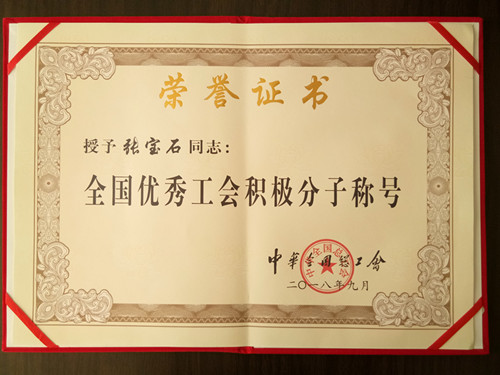 荣誉证书
授予张宝石同志：
全国优秀工会积极分子称号
中华全国总工會
二〇一八年九月